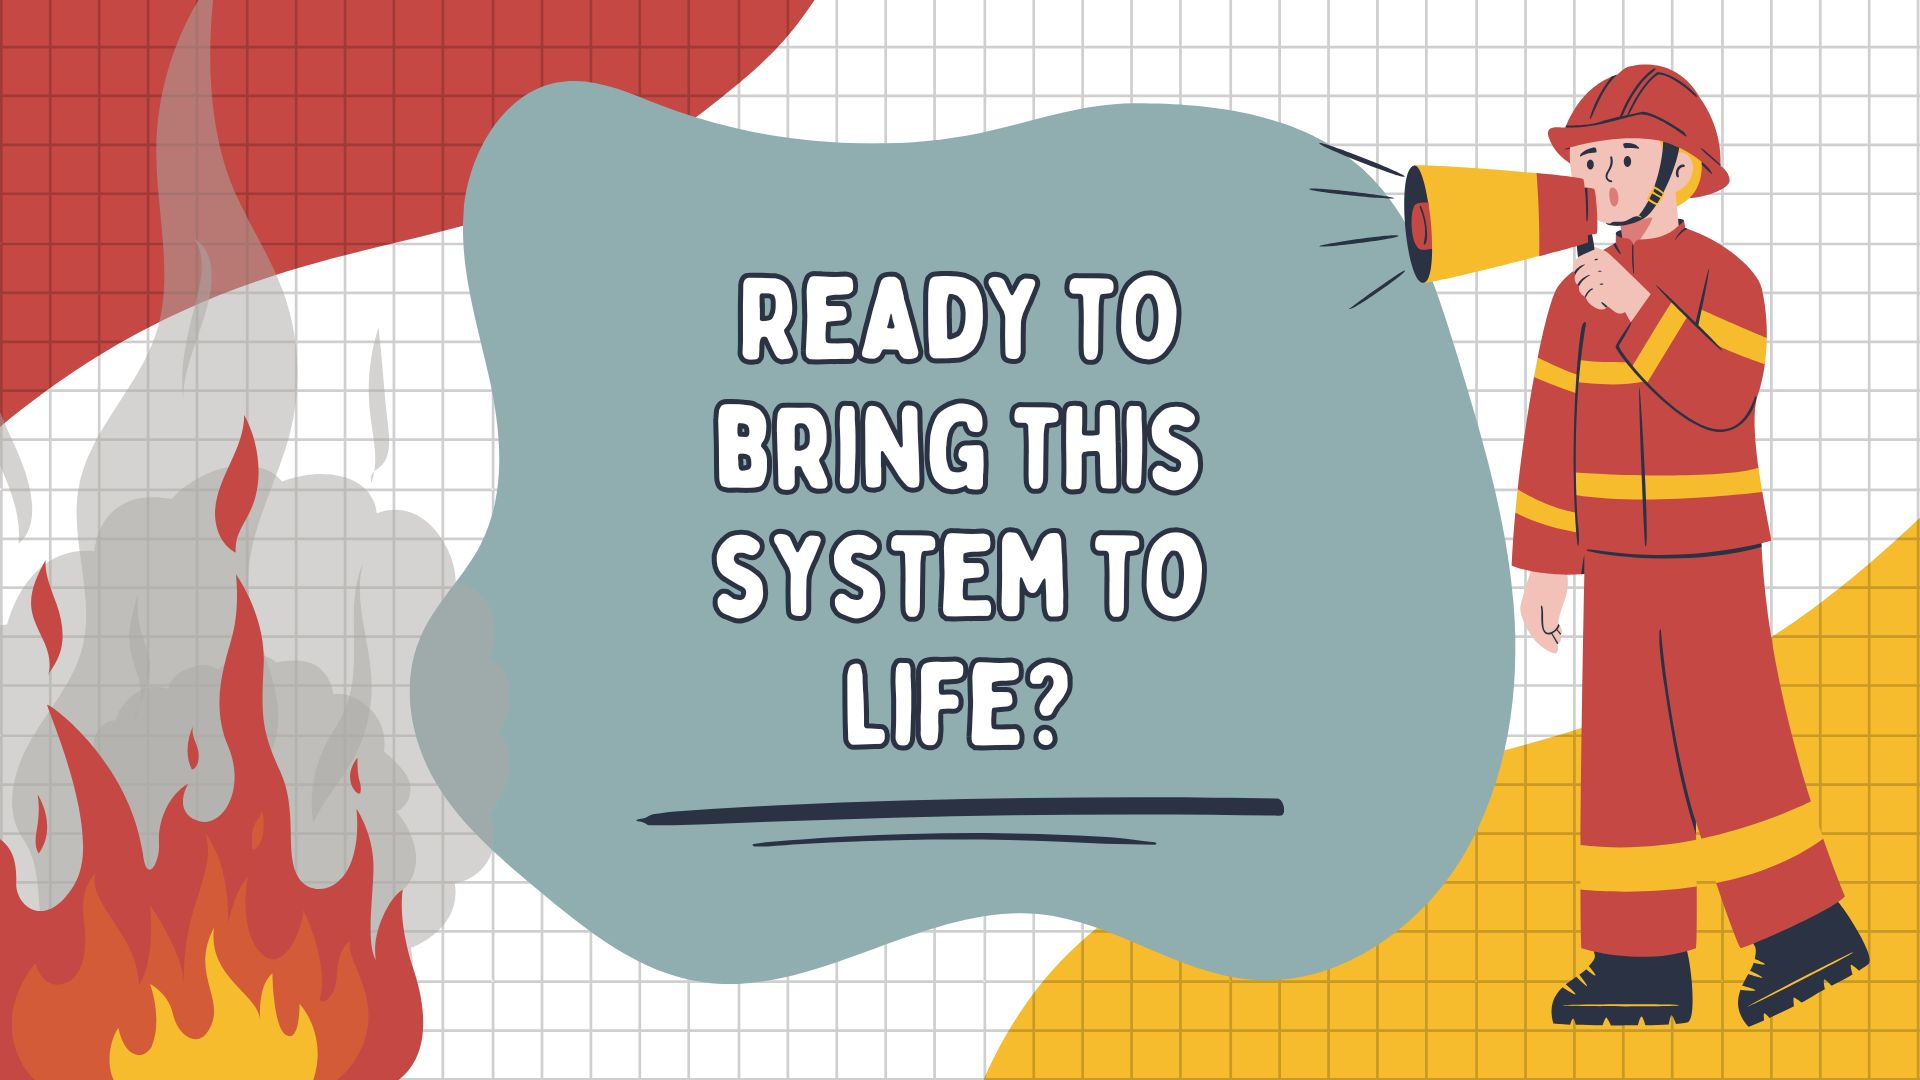 READY TO
BRING THIS
SYSTEM TO
LIFE?